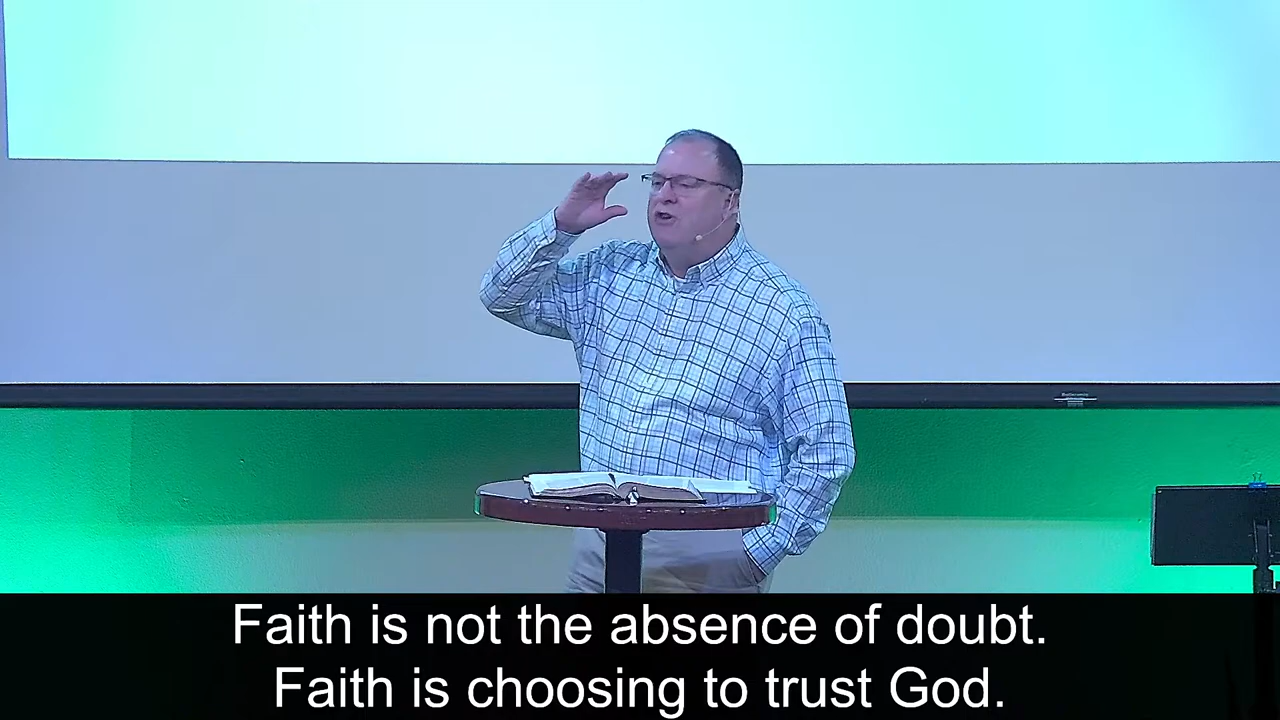 Faith is not the absence of doubt.
Faith is choosing to trust God.